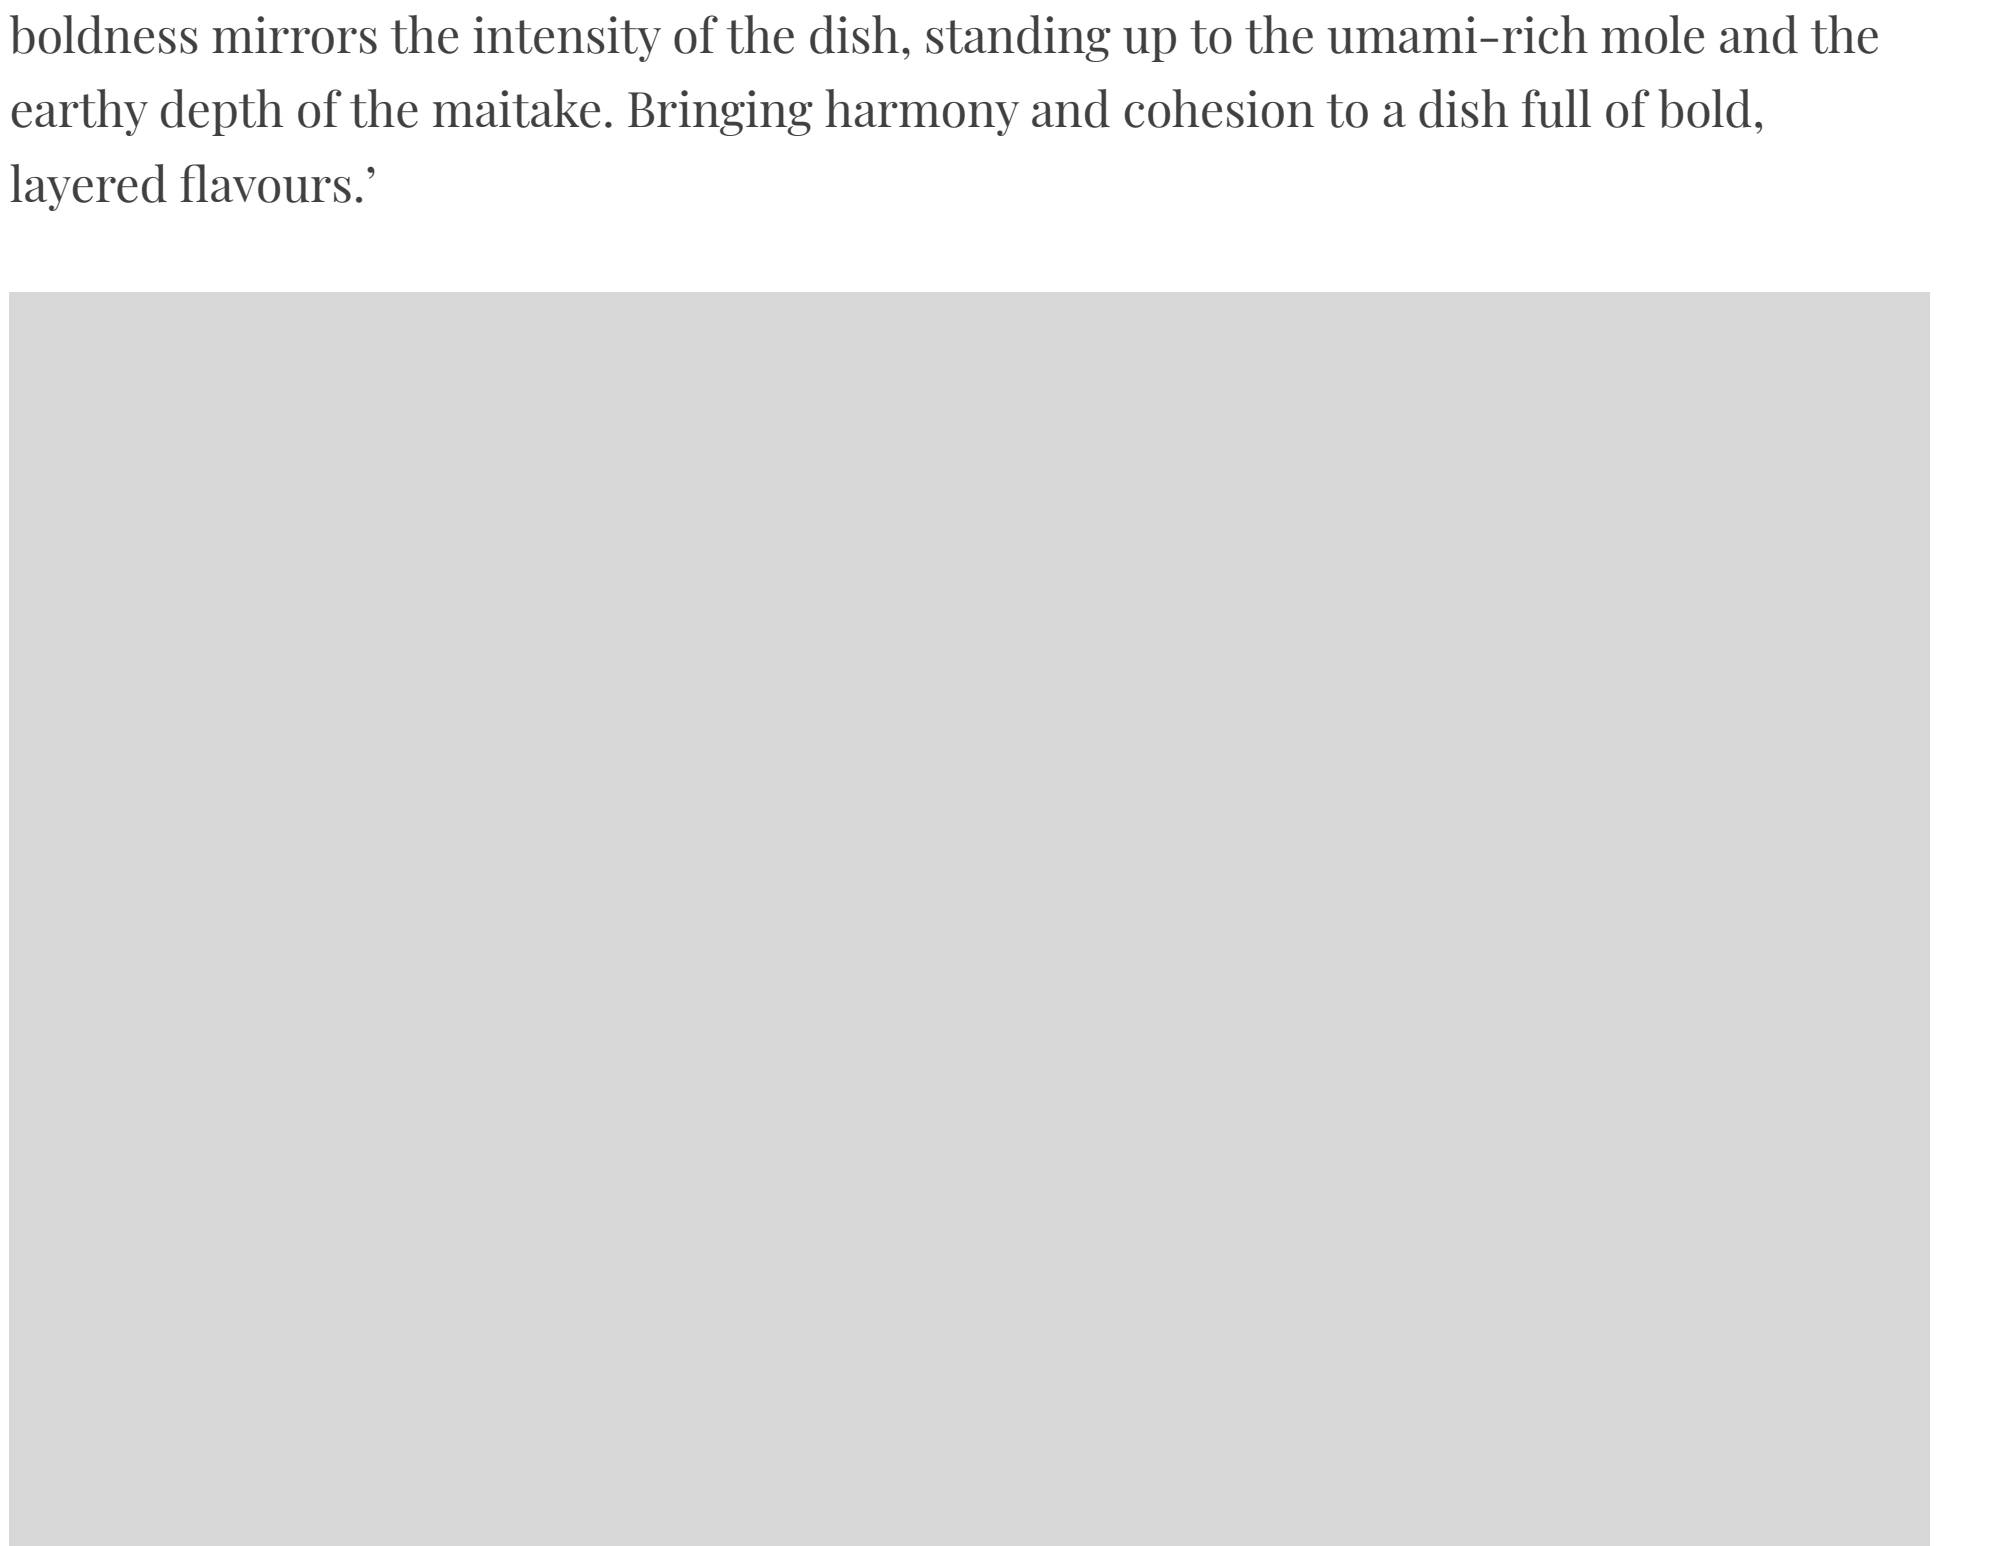 boldness mirrors the intensity of the dish, standing up to the umami-rich mole and the
earthy depth of the maitake. Bringing harmony and cohesion to a dish full of bold,
layered flavours.’